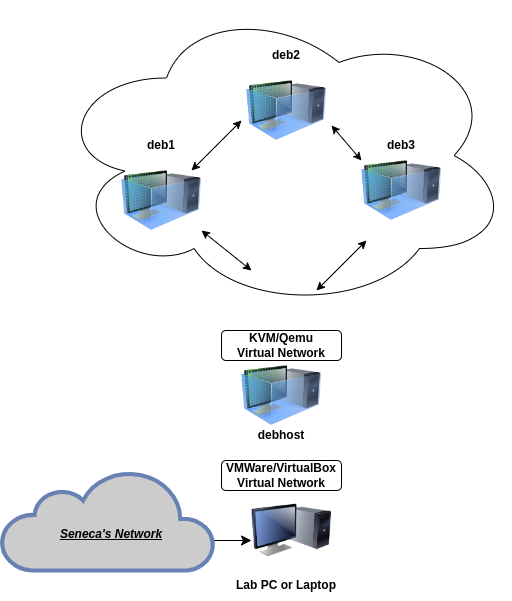 deb2
deb1
deb3
KVM/Qemu
Virtual Network
debhost
VMWare/VirtualBox
Virtual Network
Seneca's Network
Lab PC or Laptop